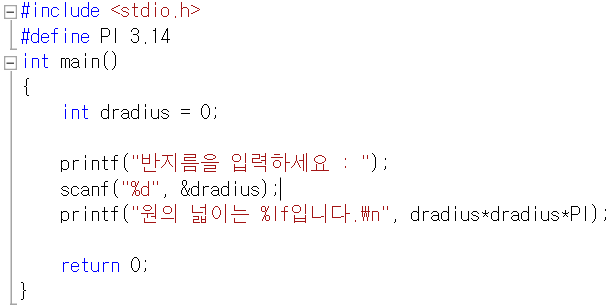 #include <stdio.h>
#define PI 3.14
int main()
{
    int dradius = 0;
    printf("반지름을 입력하세요 : ");
    scanf("%d", &dradius);
    printf("원의 넓이는 %lf입니다.₩n", dradius*dradius*PI);
    return 0;
}